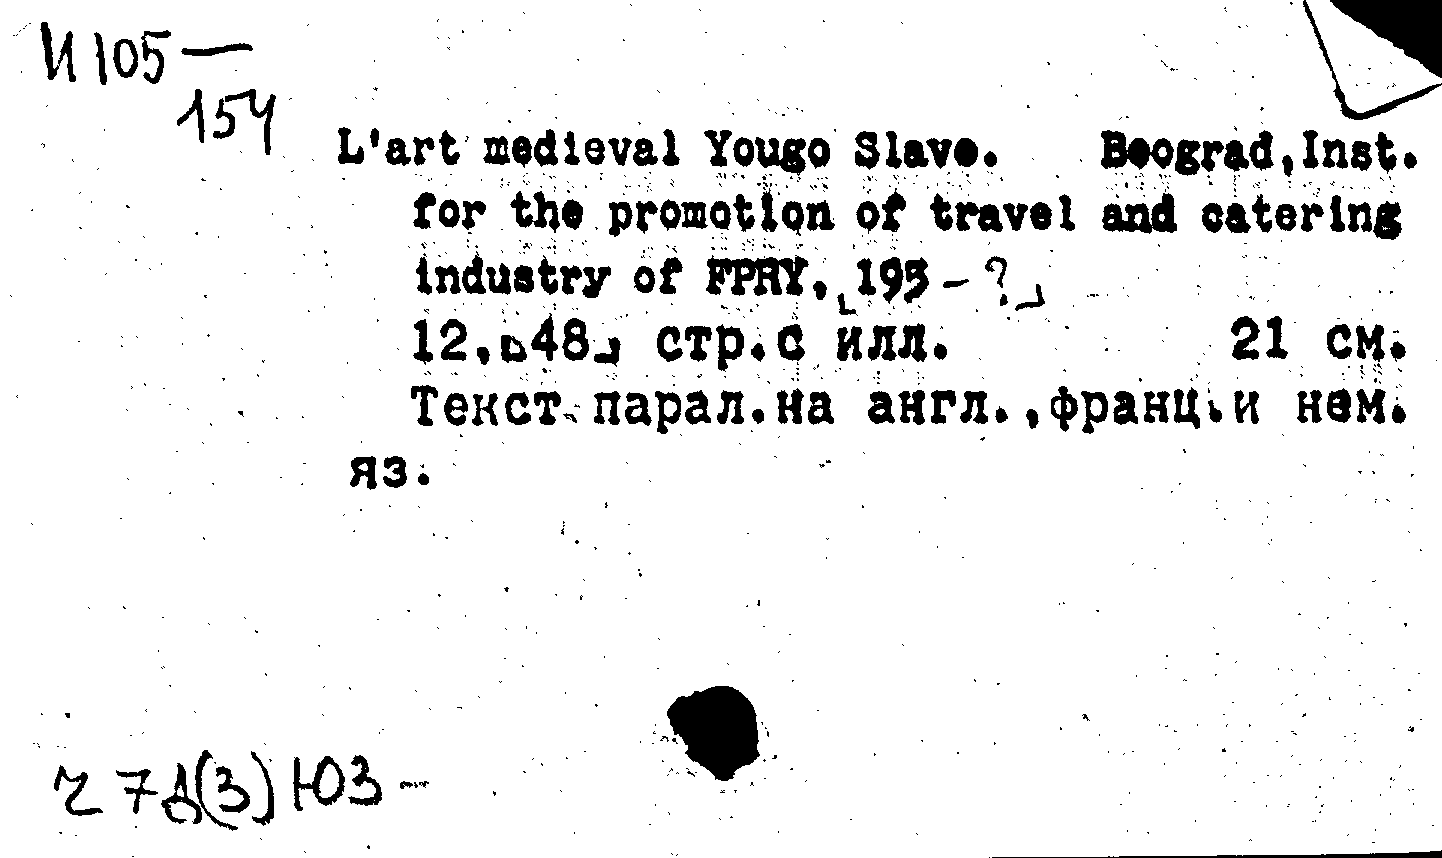 И 105—
154
L'art medieval Yougo Slave. Beograd,Inst.
for the promotion of travel and catering
industry of FPRY, [195-?]
12,[48] стр.с илл. 21 см.
Текст парал.на англ.,франц.и нем.
яз.
7Д(3)Ю3-